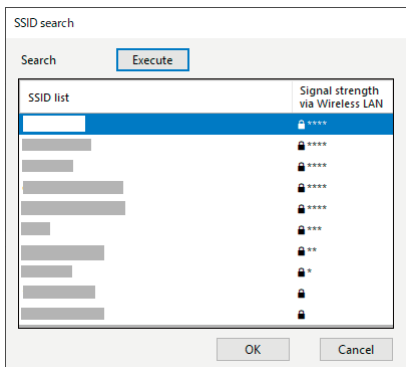 SSID search
Search Execute
SSID list Signal strength
via Wireless LAN
****
****
****
****
****
***
**
*
OK Cancel